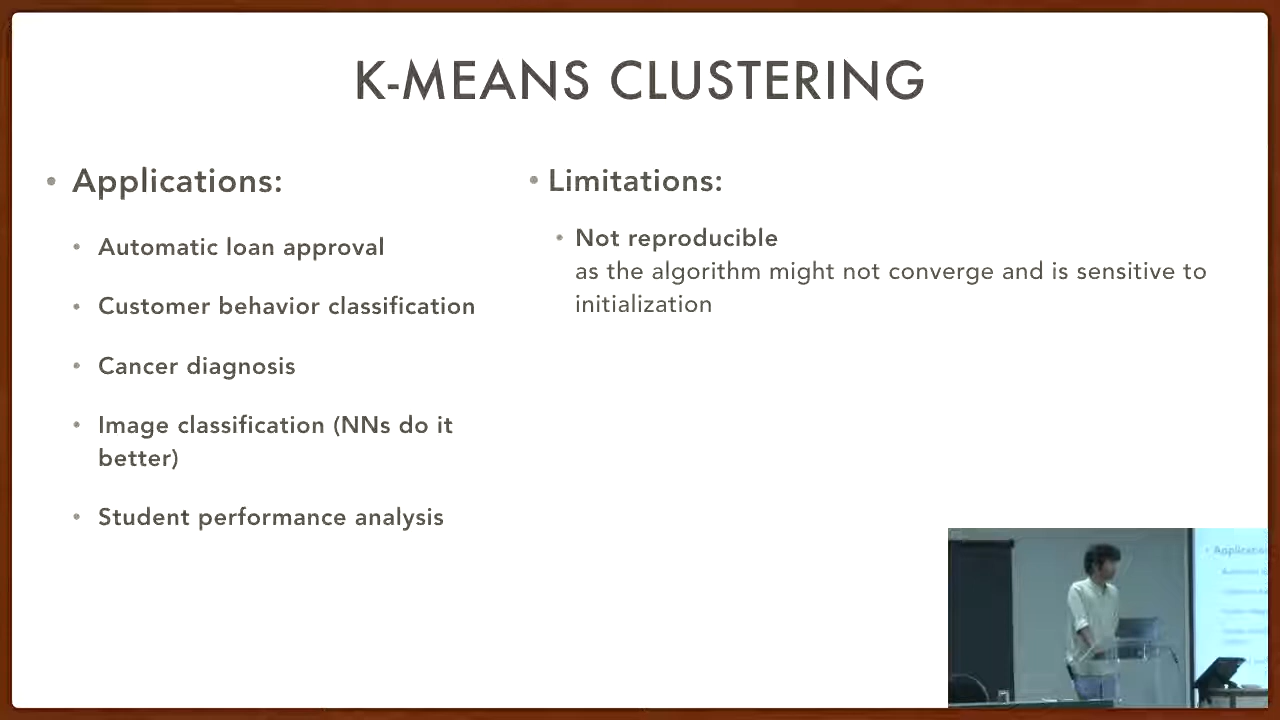 K-MEANS CLUSTERING
• Applications:
• Automatic loan approval
• Customer behavior classification
• Cancer diagnosis
• Image classification (NNs do it
better)
• Student performance analysis
• Limitations:
• Not reproducible
as the algorithm might not converge and is sensitive to
initialization